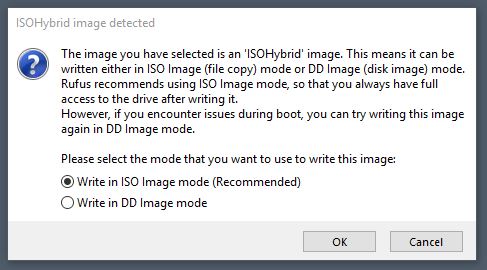 ISOHybrid image detected
The image you have selected is an 'ISOHybrid' image. This means it can be
written either in ISO Image (file copy) mode or DD Image (disk image) mode.
Rufus recommends using ISO Image mode, so that you always have full
access to the drive after writing it.
However, if you encounter issues during boot, you can try writing this image
again in DD Image mode.
Please select the mode that you want to use to write this image:
Write in ISO Image mode (Recommended)
Write in DD Image mode
OK
Cancel